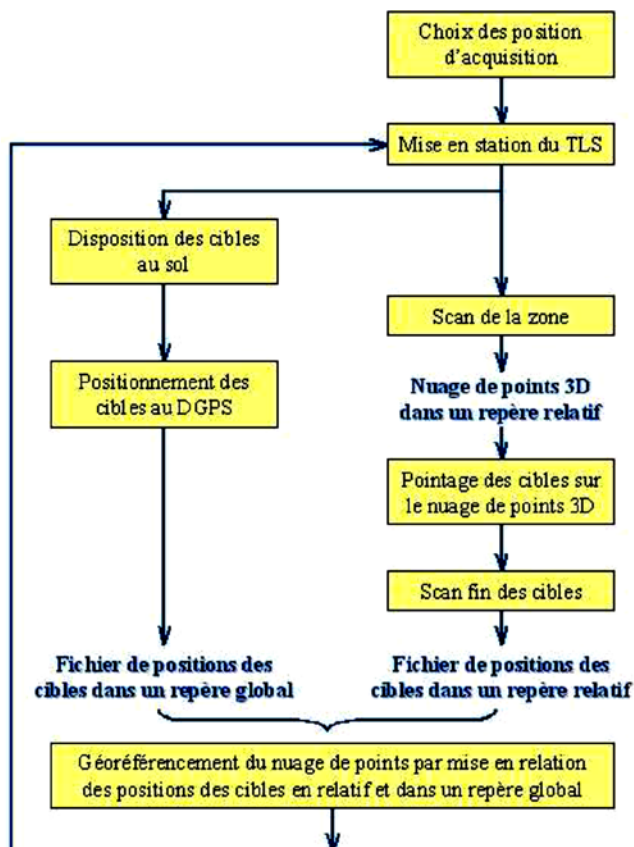 Choix des position
d'acquisition
Mise en station du TLS
Disposition des cibles
au sol
Scan de la zone
Positionnement des
cibles au DGPS
Nuage de points 3D
dans un repère relatif
Pointage des cibles sur
le nuage de points 3D
Scan fin des cibles
Fichier de positions des
cibles dans un repère global
Fichier de positions des
cibles dans un repère relatif
Géoréférencement du nuage de points par mise en relation
des positions des cibles en relatif et dans un repère global